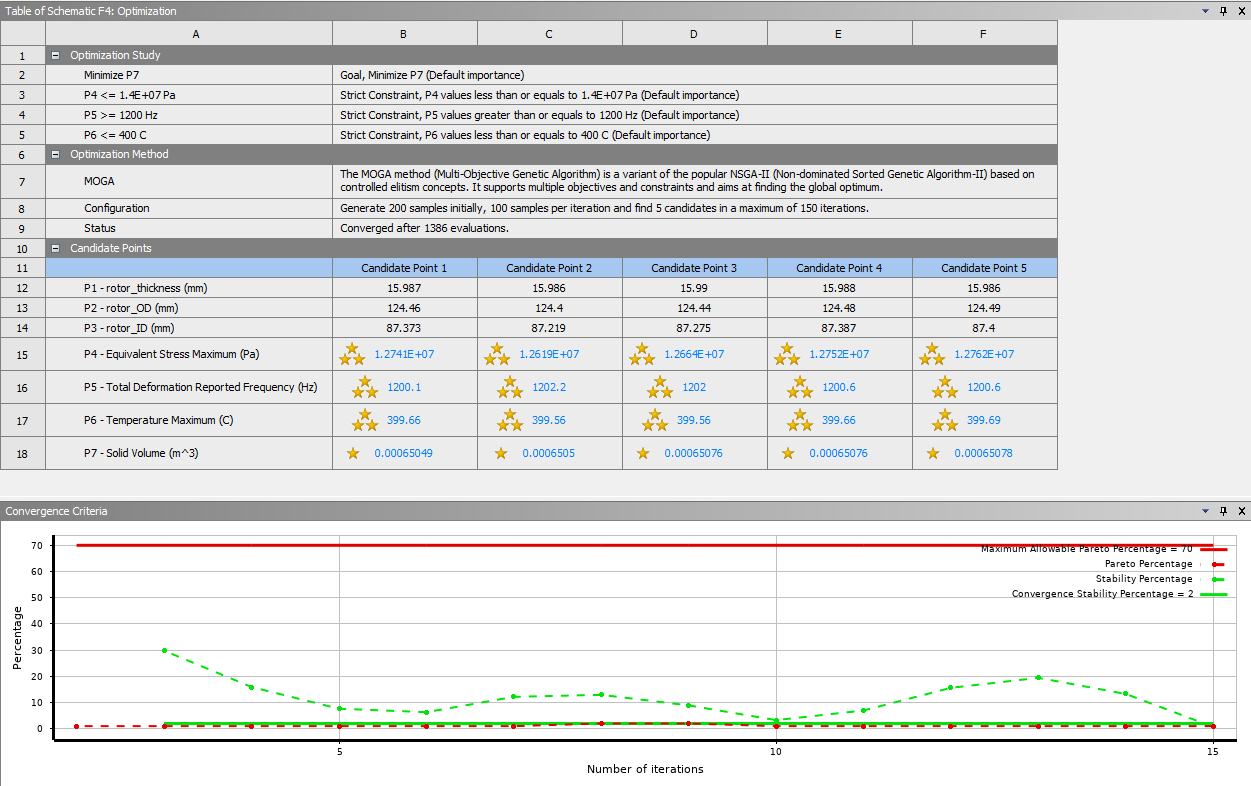 Table of Schematic F4: Optimization
A B C D E F
1 Optimization Study
2 Minimize P7 Goal, Minimize P7 (Default importance)
3 P4 <= 1.4E+07 Pa Strict Constraint, P4 values less than or equals to 1.4E+07 Pa (Default importance)
4 P5 >= 1200 Hz Strict Constraint, P5 values greater than or equals to 1200 Hz (Default importance)
5 P6 <= 400 C Strict Constraint, P6 values less than or equals to 400 C (Default importance)
6 Optimization Method
7 MOGA The MOGA method (Multi-Objective Genetic Algorithm) is a variant of the popular NSGA-II (Non-dominated Sorted Genetic Algorithm-II) based on
controlled elitism concepts. It supports multiple objectives and constraints and aims at finding the global optimum.
8 Configuration Generate 200 samples initially, 100 samples per iteration and find 5 candidates in a maximum of 150 iterations.
9 Status Converged after 1386 evaluations.
10 Candidate Points
11 Candidate Point 1 Candidate Point 2 Candidate Point 3 Candidate Point 4 Candidate Point 5
12 P1 - rotor_thickness (mm) 15.987 15.986 15.99 15.988 15.986
13 P2 - rotor_OD (mm) 124.46 124.4 124.44 124.48 124.49
14 P3 - rotor_ID (mm) 87.373 87.219 87.275 87.387 87.4
15 P4 - Equivalent Stress Maximum (Pa) 1.2741E+07 1.2619E+07 1.2664E+07 1.2752E+07 1.2762E+07
16 P5 - Total Deformation Reported Frequency (Hz) 1200.1 1202.2 1202 1200.6 1200.6
17 P6 - Temperature Maximum (C) 399.66 399.56 399.56 399.66 399.69
18 P7 - Solid Volume (m^3) 0.00065049 0.0006505 0.00065076 0.00065076 0.00065078
Convergence Criteria
70
60
50
40
30
20
10
0
Percentage
Maximum Allowable Pareto Percentage = 70
Pareto Percentage
Stability Percentage
Convergence Stability Percentage = 2
5 10 15
Number of iterations